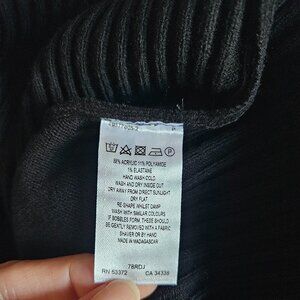 P
88% ACRYLIC 11% POLYAMIDE
1% ELASTANE
HAND WASH COLD
WASH AND DRY INSIDE OUT
DRY AWAY FROM DIRECT SUNLIGHT
DRY FLAT
RE-SHAPE WHILST DAMP
WASH WITH SIMILAR COLOURS
IF BOBBLES FORM, THESE SHOULD
BE GENTLY REMOVED WITH A FABRIC
SHAVER OR BY HAND
MADE IN MADAGASCAR
78RDJ
RN 53372 CA 34338